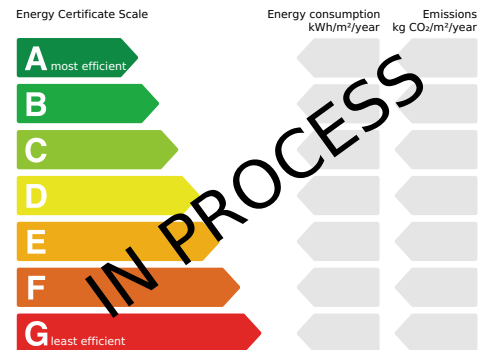 Energy Certificate Scale
Energy consumption
kWh/m²/year
Emissions
kg CO₂/m²/year
A most efficient
B
C
D
E
F
G least efficient
IN PROCESS